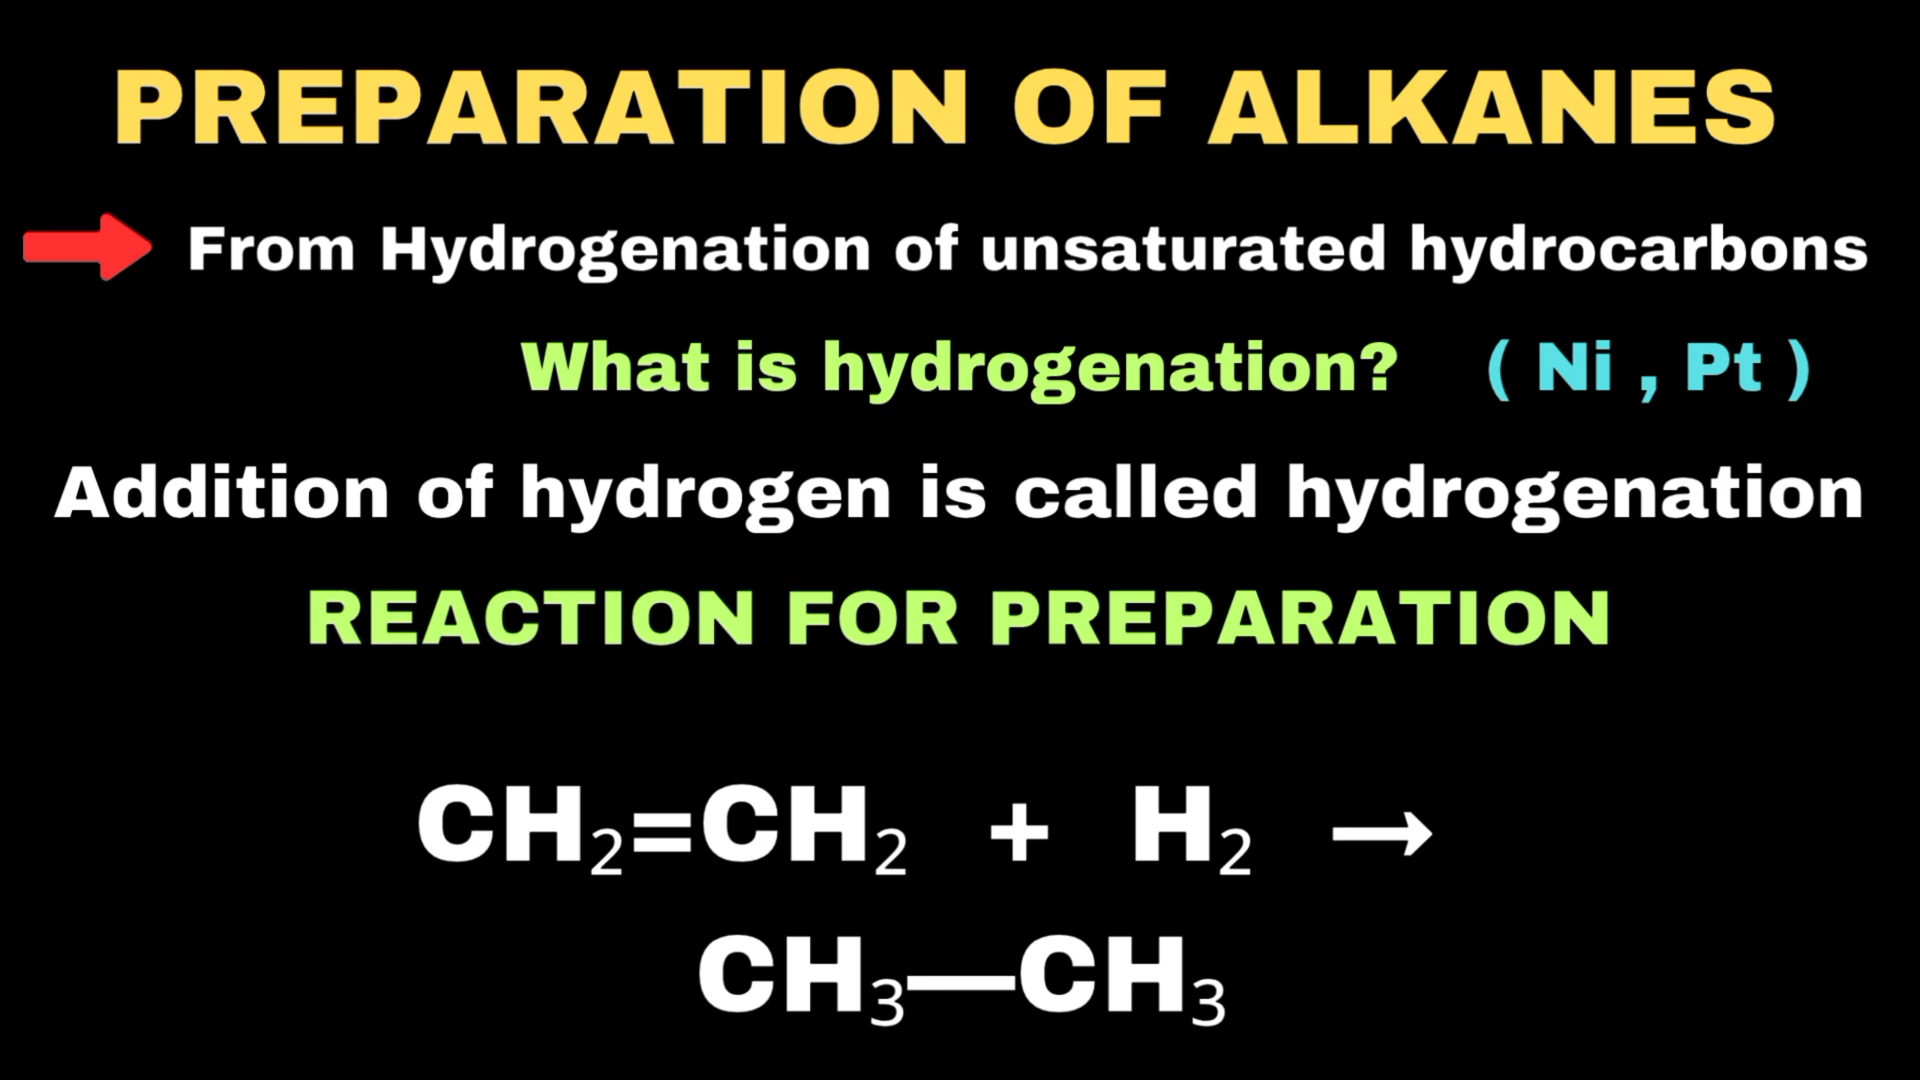 PREPARATION OF ALKANES
From Hydrogenation of unsaturated hydrocarbons
What is hydrogenation? ( Ni , Pt )
Addition of hydrogen is called hydrogenation
REACTION FOR PREPARATION
CH₂=CH₂ + H₂ →
CH₃—CH₃